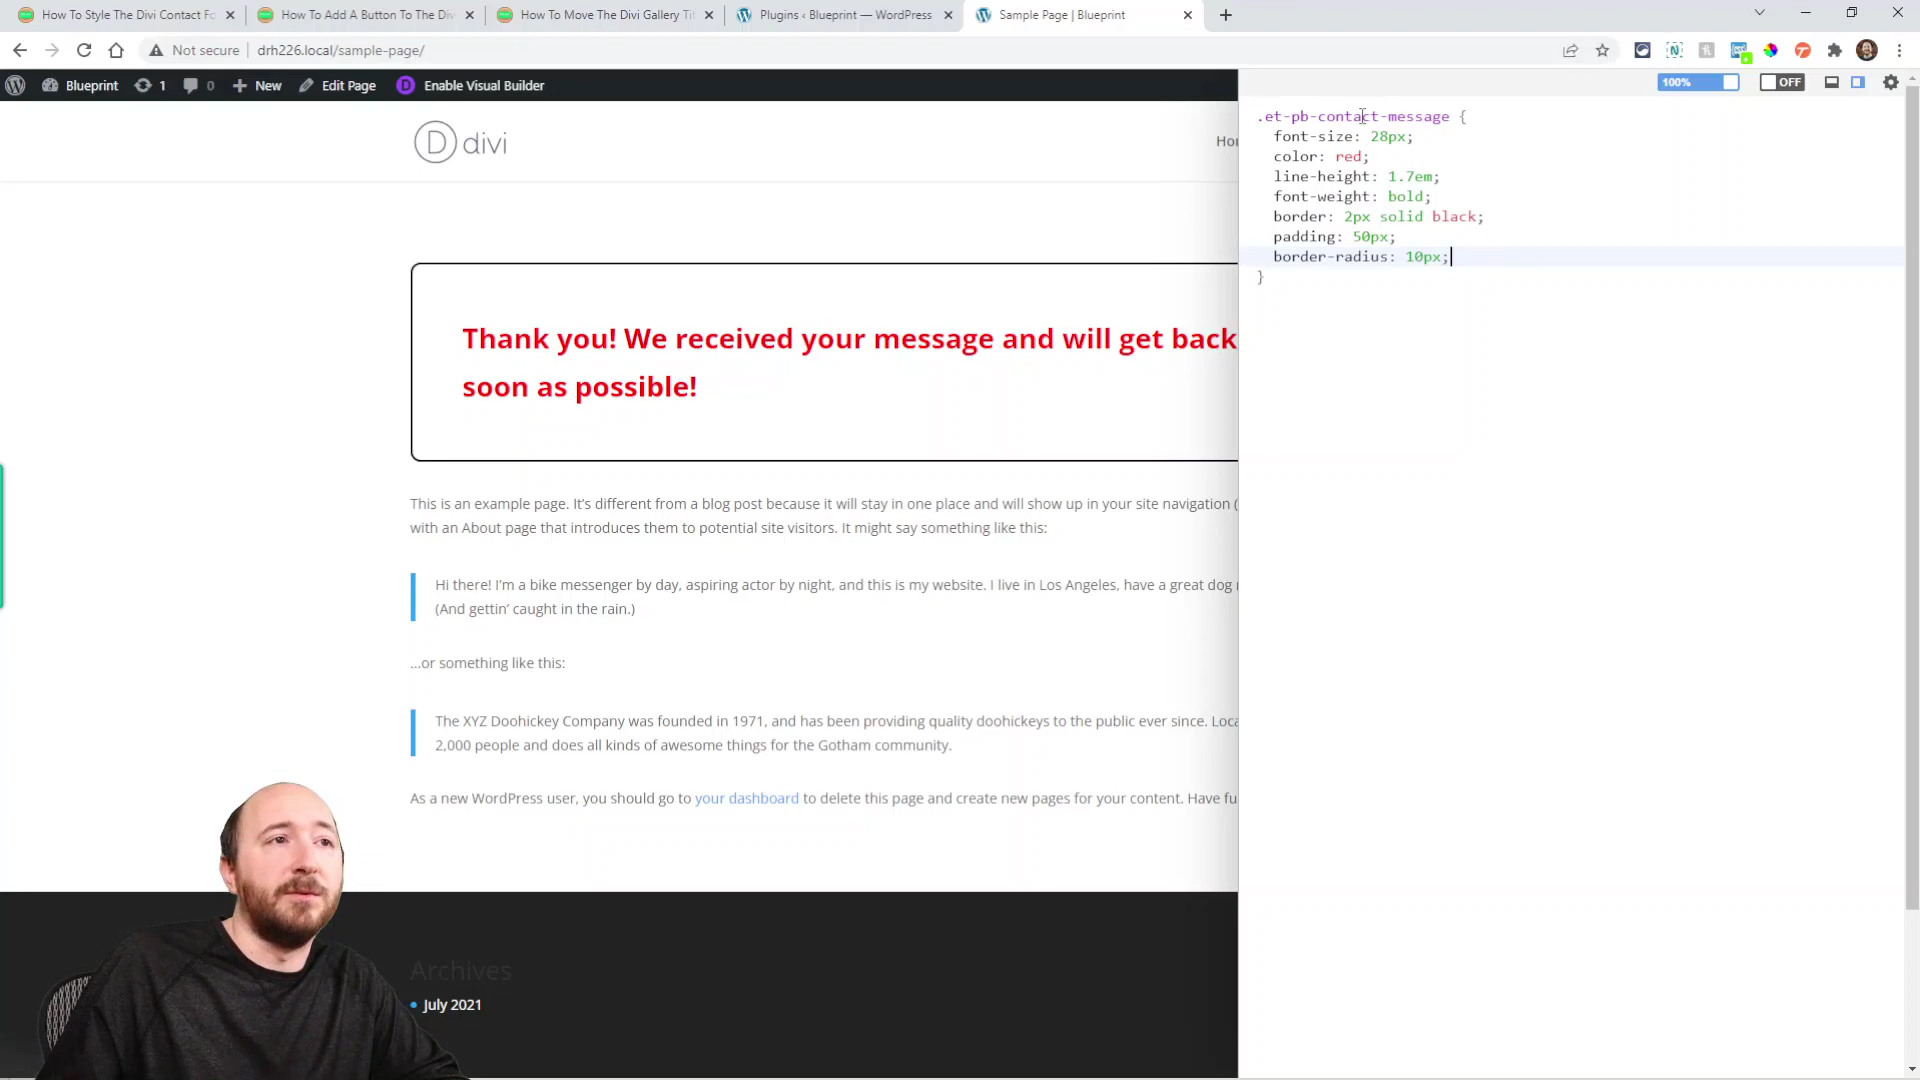 How To Style The Divi Contact Fo
How To Add A Button To The Div
How To Move The Divi Gallery Tit
Plugins ‹ Blueprint — WordPress
Sample Page | Blueprint
Not secure
drh226.local/sample-page/
Blueprint
1
0
New
Edit Page
Enable Visual Builder
100%
OFF
D divi
Hor
.et-pb-contact-message {
font-size: 28px;
color: red;
line-height: 1.7em;
font-weight: bold;
border: 2px solid black;
padding: 50px;
border-radius: 10px;
}
Thank you! We received your message and will get back
soon as possible!
This is an example page. It's different from a blog post because it will stay in one place and will show up in your site navigation (
with an About page that introduces them to potential site visitors. It might say something like this:
Hi there! I'm a bike messenger by day, aspiring actor by night, and this is my website. I live in Los Angeles, have a great dog
(And gettin' caught in the rain.)
...or something like this:
The XYZ Doohickey Company was founded in 1971, and has been providing quality doohickeys to the public ever since. Loca
2,000 people and does all kinds of awesome things for the Gotham community.
As a new WordPress user, you should go to your dashboard to delete this page and create new pages for your content. Have fu
Archives
July 2021